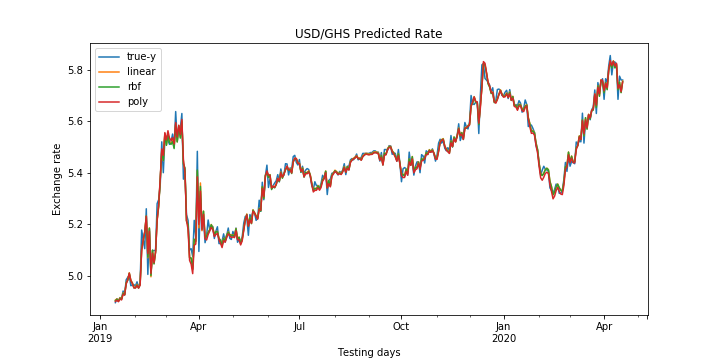 USD/GHS Predicted Rate
true-y
linear
rbf
poly
Exchange rate
5.8
5.6
5.4
5.2
5.0
Jan
2019
Apr
Jul
Oct
Jan
2020
Apr
Testing days